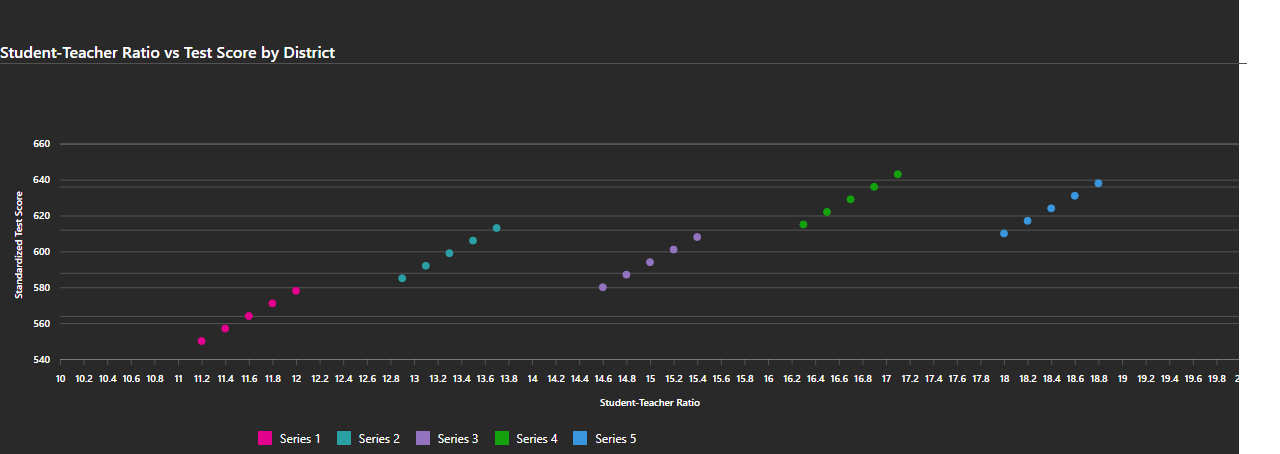 Student-Teacher Ratio vs Test Score by District
660
640
620
600
580
560
540
Standardized Test Score
10 10.2 10.4 10.6 10.8 11 11.2 11.4 11.6 11.8 12 12.2 12.4 12.6 12.8 13 13.2 13.4 13.6 13.8 14 14.2 14.4 14.6 14.8 15 15.2 15.4 15.6 15.8 16 16.2 16.4 16.6 16.8 17 17.2 17.4 17.6 17.8 18 18.2 18.4 18.6 18.8 19 19.2 19.4 19.6 19.8
Student-Teacher Ratio
Series 1 Series 2 Series 3 Series 4 Series 5